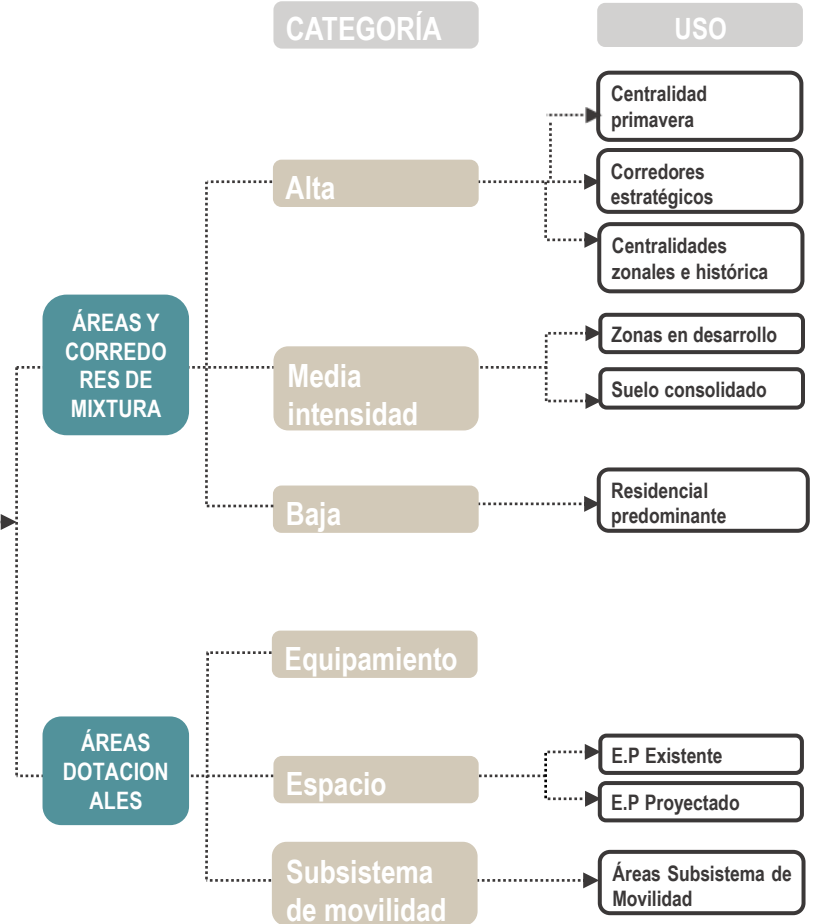 CATEGORÍA
USO
ÁREAS Y
CORREDO
RES DE
MIXTURA
Alta
Centralidad
primavera
Corredores
estratégicos
Centralidades
zonales e histórica
Media
intensidad
Zonas en desarrollo
Suelo consolidado
Baja
Residencial
predominante
ÁREAS
DOTACION
ALES
Equipamiento
Espacio
E.P Existente
E.P Proyectado
Subsistema
de movilidad
Áreas Subsistema de
Movilidad